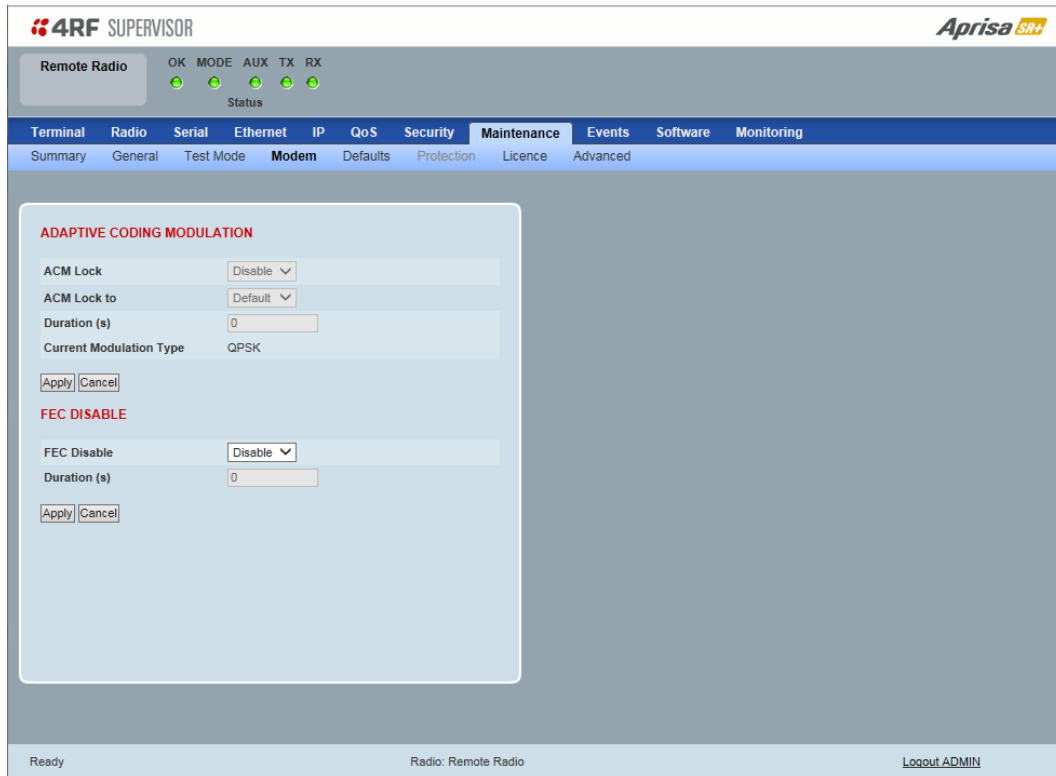 4RF SUPERVISOR
Aprisa SR+
Remote Radio
OK MODE AUX TX RX
Status
Terminal Radio Serial Ethernet IP QoS Security Maintenance Events Software Monitoring
Summary General Test Mode Modem Defaults Protection Licence Advanced
ADAPTIVE CODING MODULATION
ACM Lock Disable
ACM Lock to Default
Duration (s) 0
Current Modulation Type QPSK
Apply Cancel
FEC DISABLE
FEC Disable Disable
Duration (s) 0
Apply Cancel
Ready Radio: Remote Radio Logout ADMIN